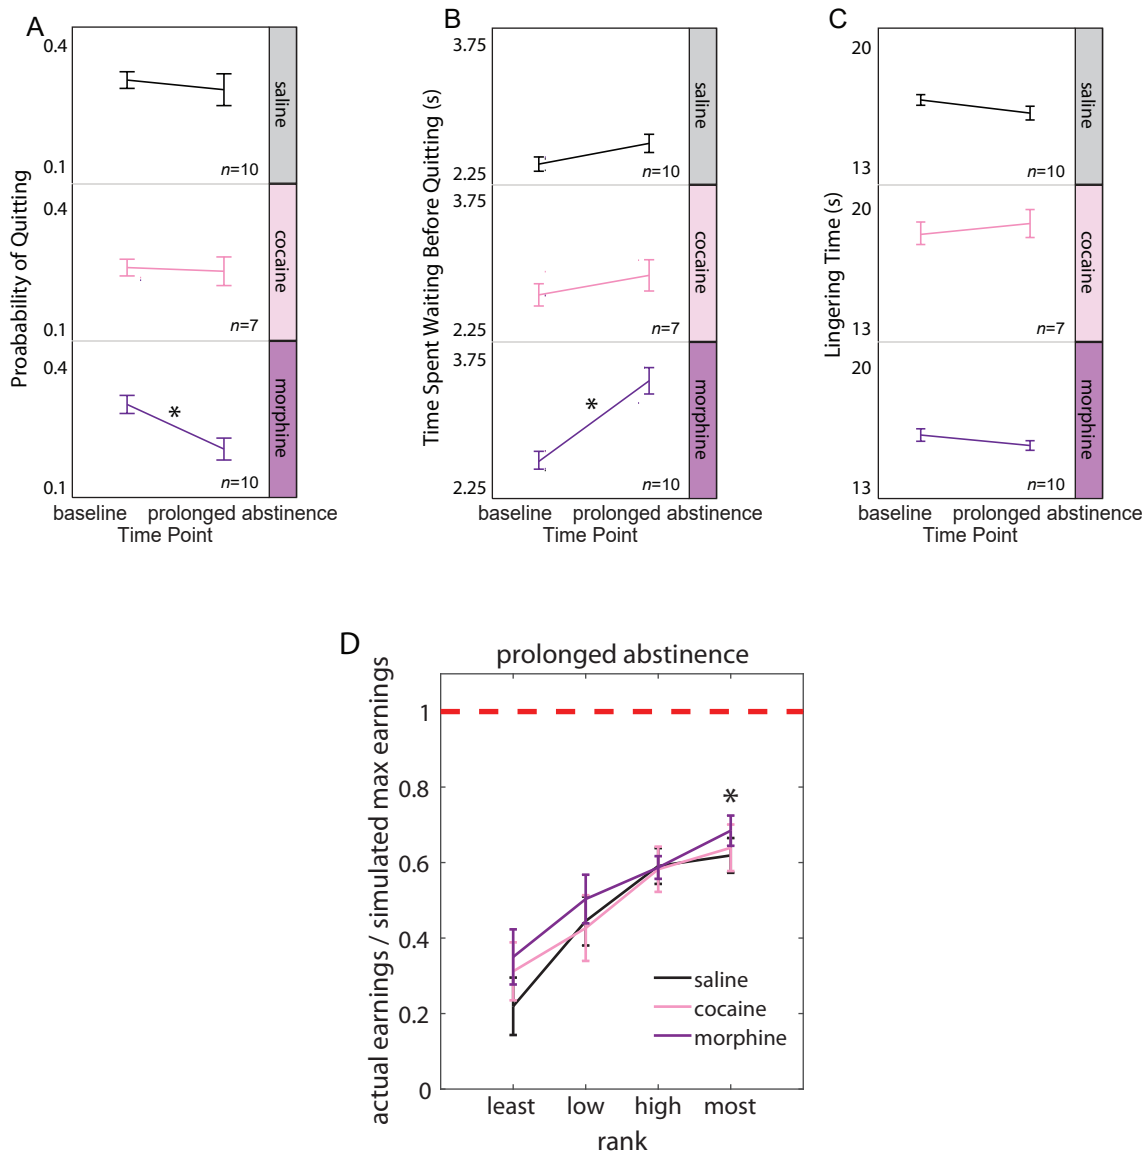 A
Proabability of Quitting
0.4
0.1
saline
n=10
0.4
0.1
cocaine
n=7
0.4
0.1
*
morphine
n=10
baseline prolonged abstinence
Time Point
B
Time Spent Waiting Before Quitting (s)
3.75
2.25
saline
n=10
3.75
2.25
cocaine
n=7
3.75
2.25
*
morphine
n=10
baseline prolonged abstinence
Time Point
C
Lingering Time (s)
20
13
saline
n=10
20
13
cocaine
n=7
20
13
morphine
n=10
baseline prolonged abstinence
Time Point
D
prolonged abstinence
actual earnings / simulated max earnings
1
0.8
*
0.6
0.4
0.2
0
saline
cocaine
morphine
least low high most
rank